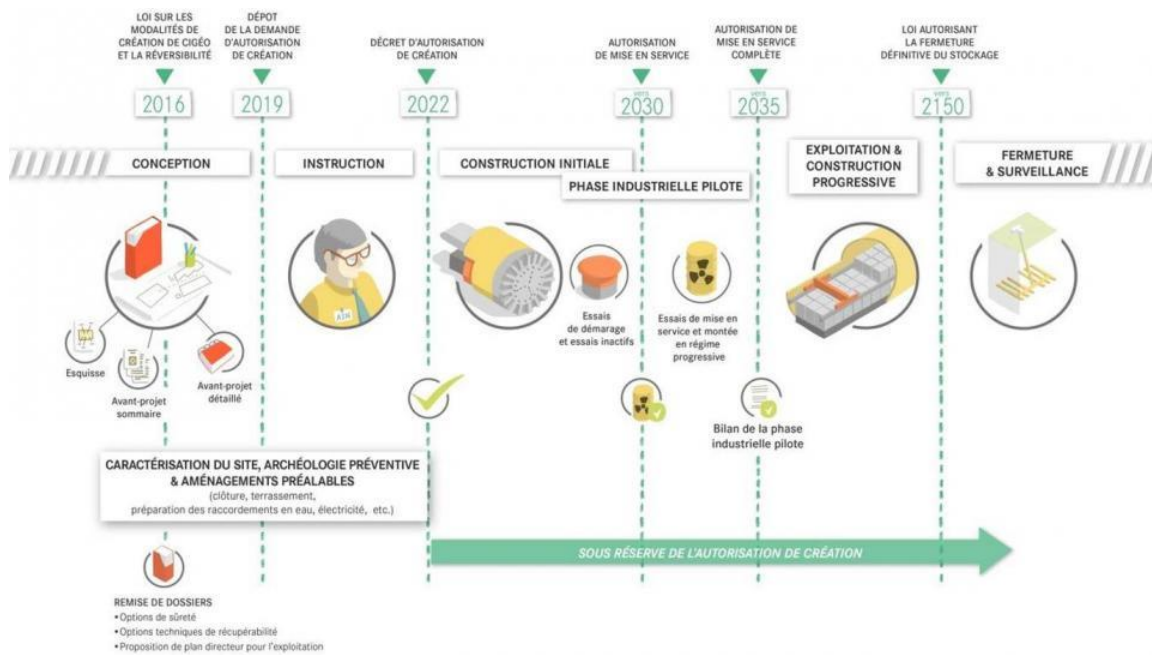 LOI SUR LES
MODALITÉS DE
CRÉATION DE CIGÉO
ET LA RÉVERSIBILITÉ
DÉPOT
DE LA DEMANDE
D'AUTORISATION
DE CRÉATION
DÉCRET D'AUTORISATION
DE CRÉATION
AUTORISATION
DE MISE EN SERVICE
AUTORISATION DE
MISE EN SERVICE
COMPLÈTE
LOI AUTORISANT
LA FERMETURE
DÉFINITIVE DU STOCKAGE
2016
2019
2022
vers
2030
vers
2035
vers
2150
CONCEPTION
INSTRUCTION
CONSTRUCTION INITIALE
PHASE INDUSTRIELLE PILOTE
EXPLOITATION &
CONSTRUCTION
PROGRESSIVE
FERMETURE
& SURVEILLANCE
Esquisse
Avant-projet
sommaire
Avant-projet
détaillé
Essais
de démarage
et essais inactifs
Essais de mise en
service et montée
en régime
progressive
Bilan de la phase
industrielle pilote
CARACTÉRISATION DU SITE, ARCHÉOLOGIE PRÉVENTIVE
& AMÉNAGEMENTS PRÉALABLES
(clôture, terrassement,
préparation des raccordements en eau, électricité, etc.)
SOUS RÉSERVE DE L'AUTORISATION DE CRÉATION
REMISE DE DOSSIERS
• Options de sûreté
• Options techniques de récupérabilité
• Proposition de plan directeur pour l'exploitation